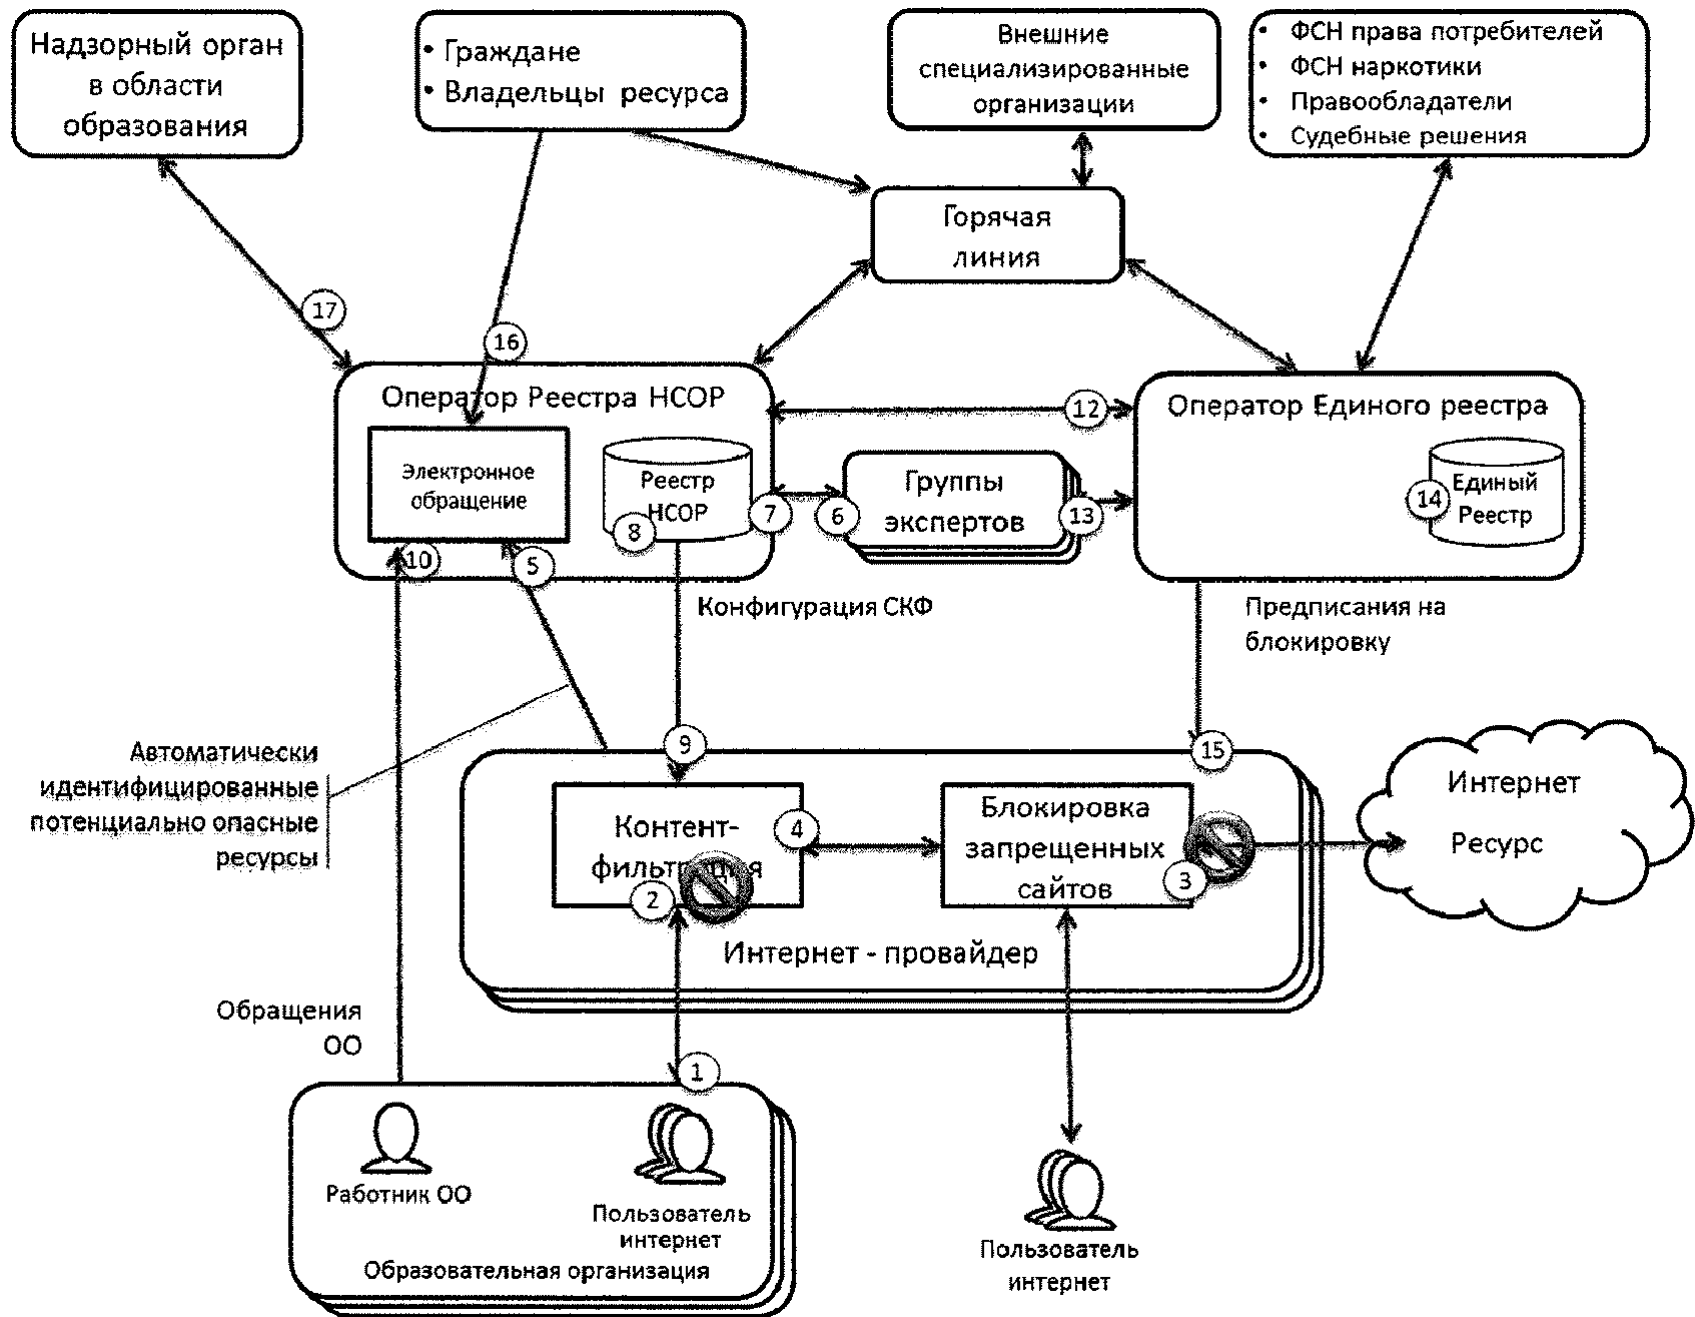 Надзорный орган
в области
образования
• Граждане
• Владельцы ресурса
Внешние
специализированные
организации
• ФСН права потребителей
• ФСН наркотики
• Правообладатели
• Судебные решения
Горячая
линия
17
16
Оператор Реестра НСОР
12
Оператор Единого реестра
Электронное
обращение
Реестр
НСОР
8
7
6
Группы
экспертов
13
14
Единый
Реестр
10
5
Конфигурация СКФ
Предписания на
блокировку
Автоматически
идентифицированные
потенциально опасные
ресурсы
9
15
Контент-
фильтрация
4
2
Блокировка
запрещенных
сайтов
3
Интернет
Ресурс
Интернет - провайдер
Обращения
ОО
1
Работник ОО
Пользователь
интернет
Образовательная организация
Пользователь
интернет